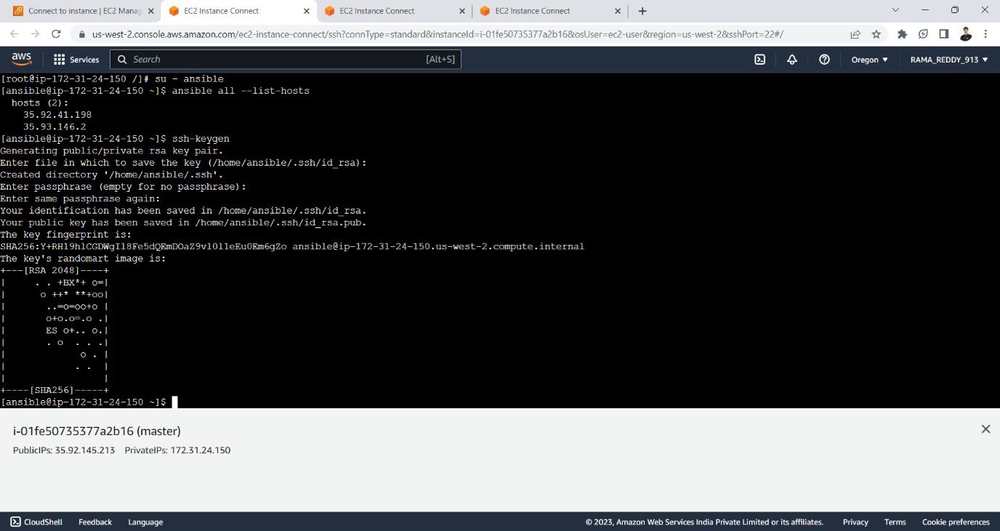 Connect to instance | EC2 Manag
EC2 Instance Connect
EC2 Instance Connect
EC2 Instance Connect
us-west-2.console.aws.amazon.com/ec2-instance-connect/ssh?connType=standard&instanceId=i-01fe50735377a2b16&osUser=ec2-user&region=us-west-2&sshPort=22#/
aws Services Search [Alt+S] Oregon RAMA_REDDY_913
[root@ip-172-31-24-150 /]# su - ansible
[ansible@ip-172-31-24-150 ~]$ ansible all --list-hosts
  hosts (2):
    35.92.41.198
    35.93.146.2
[ansible@ip-172-31-24-150 ~]$ ssh-keygen
Generating public/private rsa key pair.
Enter file in which to save the key (/home/ansible/.ssh/id_rsa):
Created directory '/home/ansible/.ssh'.
Enter passphrase (empty for no passphrase):
Enter same passphrase again:
Your identification has been saved in /home/ansible/.ssh/id_rsa.
Your public key has been saved in /home/ansible/.ssh/id_rsa.pub.
The key fingerprint is:
ansible@ip-172-31-24-150.us-west-2.compute.internal
The key's randomart image is:
+---[RSA 2048]----+
|     . . +BX*+ o=|
|      o ++* **+oo|
|       ..=o=oo+o |
|       o+o.o=.o .|
|       ES o+.. o.|
|       . o  . . .|
|             o . |
|            . .  |
|                 |
+----[SHA256]-----+
[ansible@ip-172-31-24-150 ~]$
i-01fe50735377a2b16 (master)
PublicIPs: 35.92.145.213 PrivateIPs: 172.31.24.150
CloudShell Feedback Language © 2023, Amazon Web Services India Private Limited or its affiliates. Privacy Terms Cookie preferences